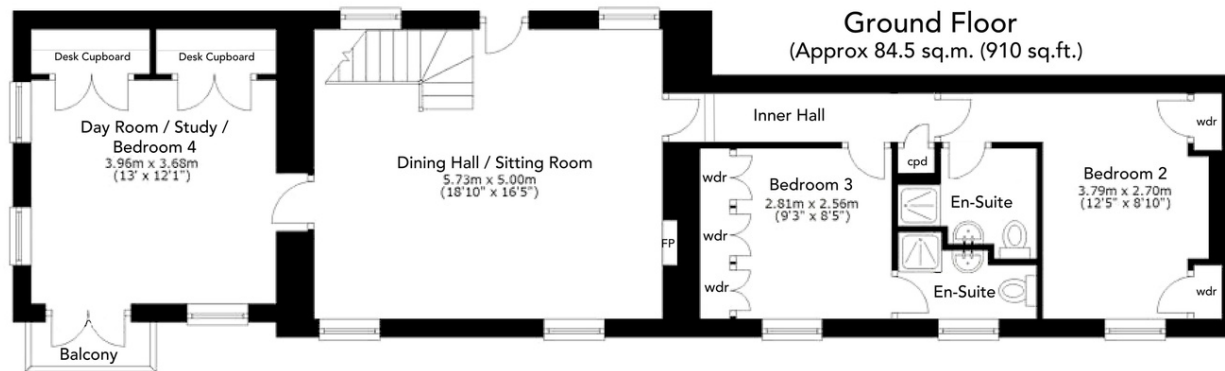 Ground Floor
(Approx 84.5 sq.m. (910 sq.ft.)
Desk Cupboard
Desk Cupboard
Day Room / Study /
Bedroom 4
3.96m x 3.68m
(13' x 12'1")
Balcony
Dining Hall / Sitting Room
5.73m x 5.00m
(18'10" x 16'5")
FP
Inner Hall
cpd
wdr
wdr
wdr
Bedroom 3
2.81m x 2.56m
(9'3" x 8'5")
En-Suite
En-Suite
Bedroom 2
3.79m x 2.70m
(12'5" x 8'10")
wdr
wdr